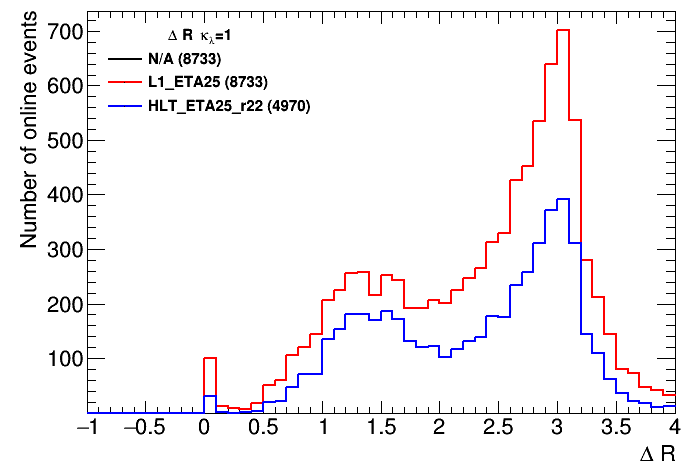 Δ R κλ=1
N/A (8733)
L1_ETA25 (8733)
HLT_ETA25_r22 (4970)
Number of online events
700
600
500
400
300
200
100
−1 −0.5 0 0.5 1 1.5 2 2.5 3 3.5 4
Δ R